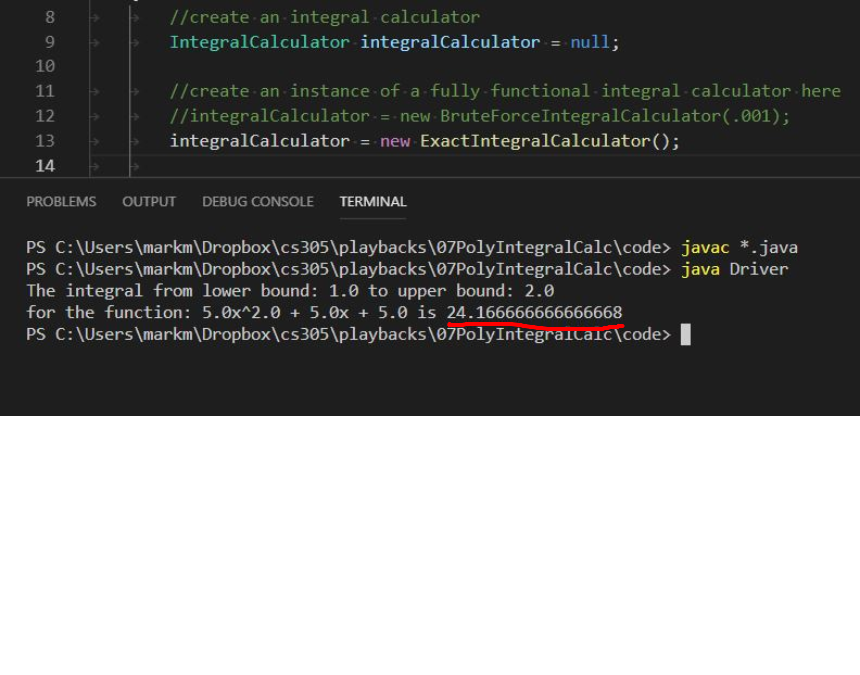 8 //create an integral calculator
9 IntegralCalculator integralCalculator = null;
10
11 //create an instance of a fully functional integral calculator here
12 //integralCalculator = new BruteForceIntegralCalculator(.001);
13 integralCalculator = new ExactIntegralCalculator();
14
PROBLEMS OUTPUT DEBUG CONSOLE TERMINAL
PS C:\Users\markm\Dropbox\cs305\playbacks\07PolyIntegralCalc\code> javac *.java
PS C:\Users\markm\Dropbox\cs305\playbacks\07PolyIntegralCalc\code> java Driver
The integral from lower bound: 1.0 to upper bound: 2.0
for the function: 5.0x^2.0 + 5.0x + 5.0 is 24.166666666666668
PS C:\Users\markm\Dropbox\cs305\playbacks\07PolyIntegralCalc\code>